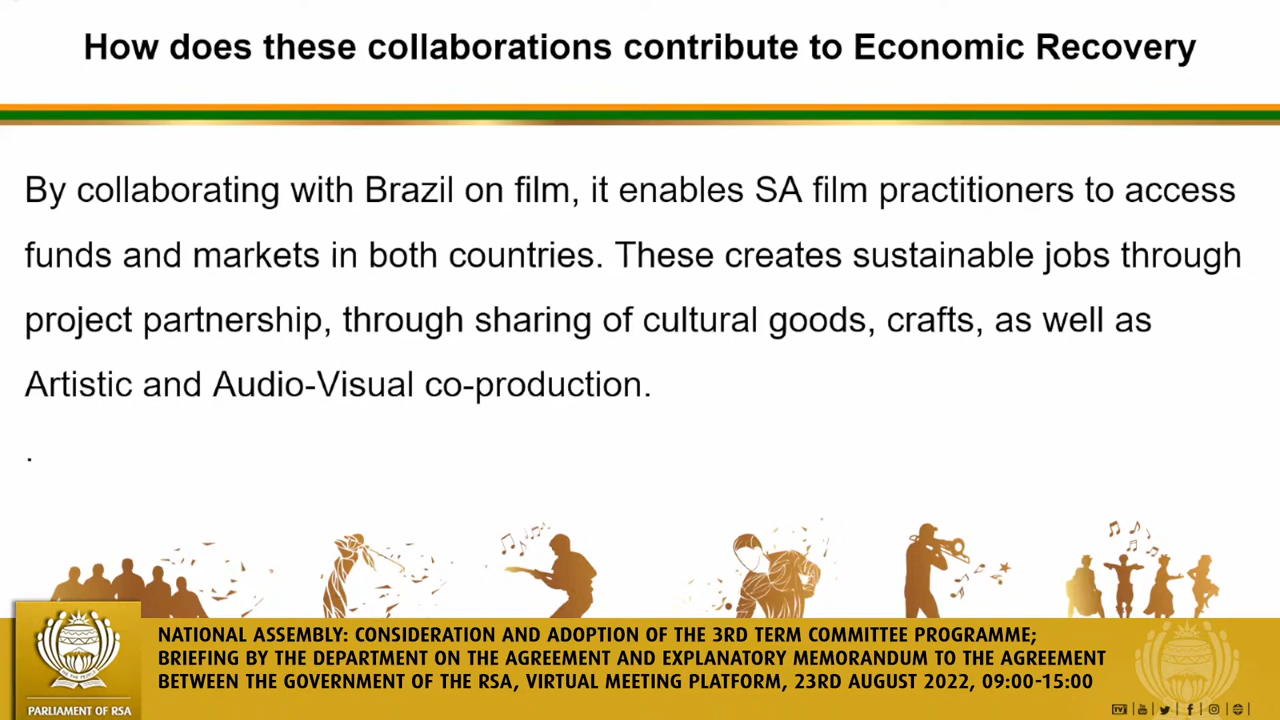 How does these collaborations contribute to Economic Recovery
By collaborating with Brazil on film, it enables SA film practitioners to access
funds and markets in both countries. These creates sustainable jobs through
project partnership, through sharing of cultural goods, crafts, as well as
Artistic and Audio-Visual co-production.
.
NATIONAL ASSEMBLY: CONSIDERATION AND ADOPTION OF THE 3RD TERM COMMITTEE PROGRAMME;
BRIEFING BY THE DEPARTMENT ON THE AGREEMENT AND EXPLANATORY MEMORANDUM TO THE AGREEMENT
BETWEEN THE GOVERNMENT OF THE RSA, VIRTUAL MEETING PLATFORM, 23RD AUGUST 2022, 09:00-15:00
PARLIAMENT OF RSA